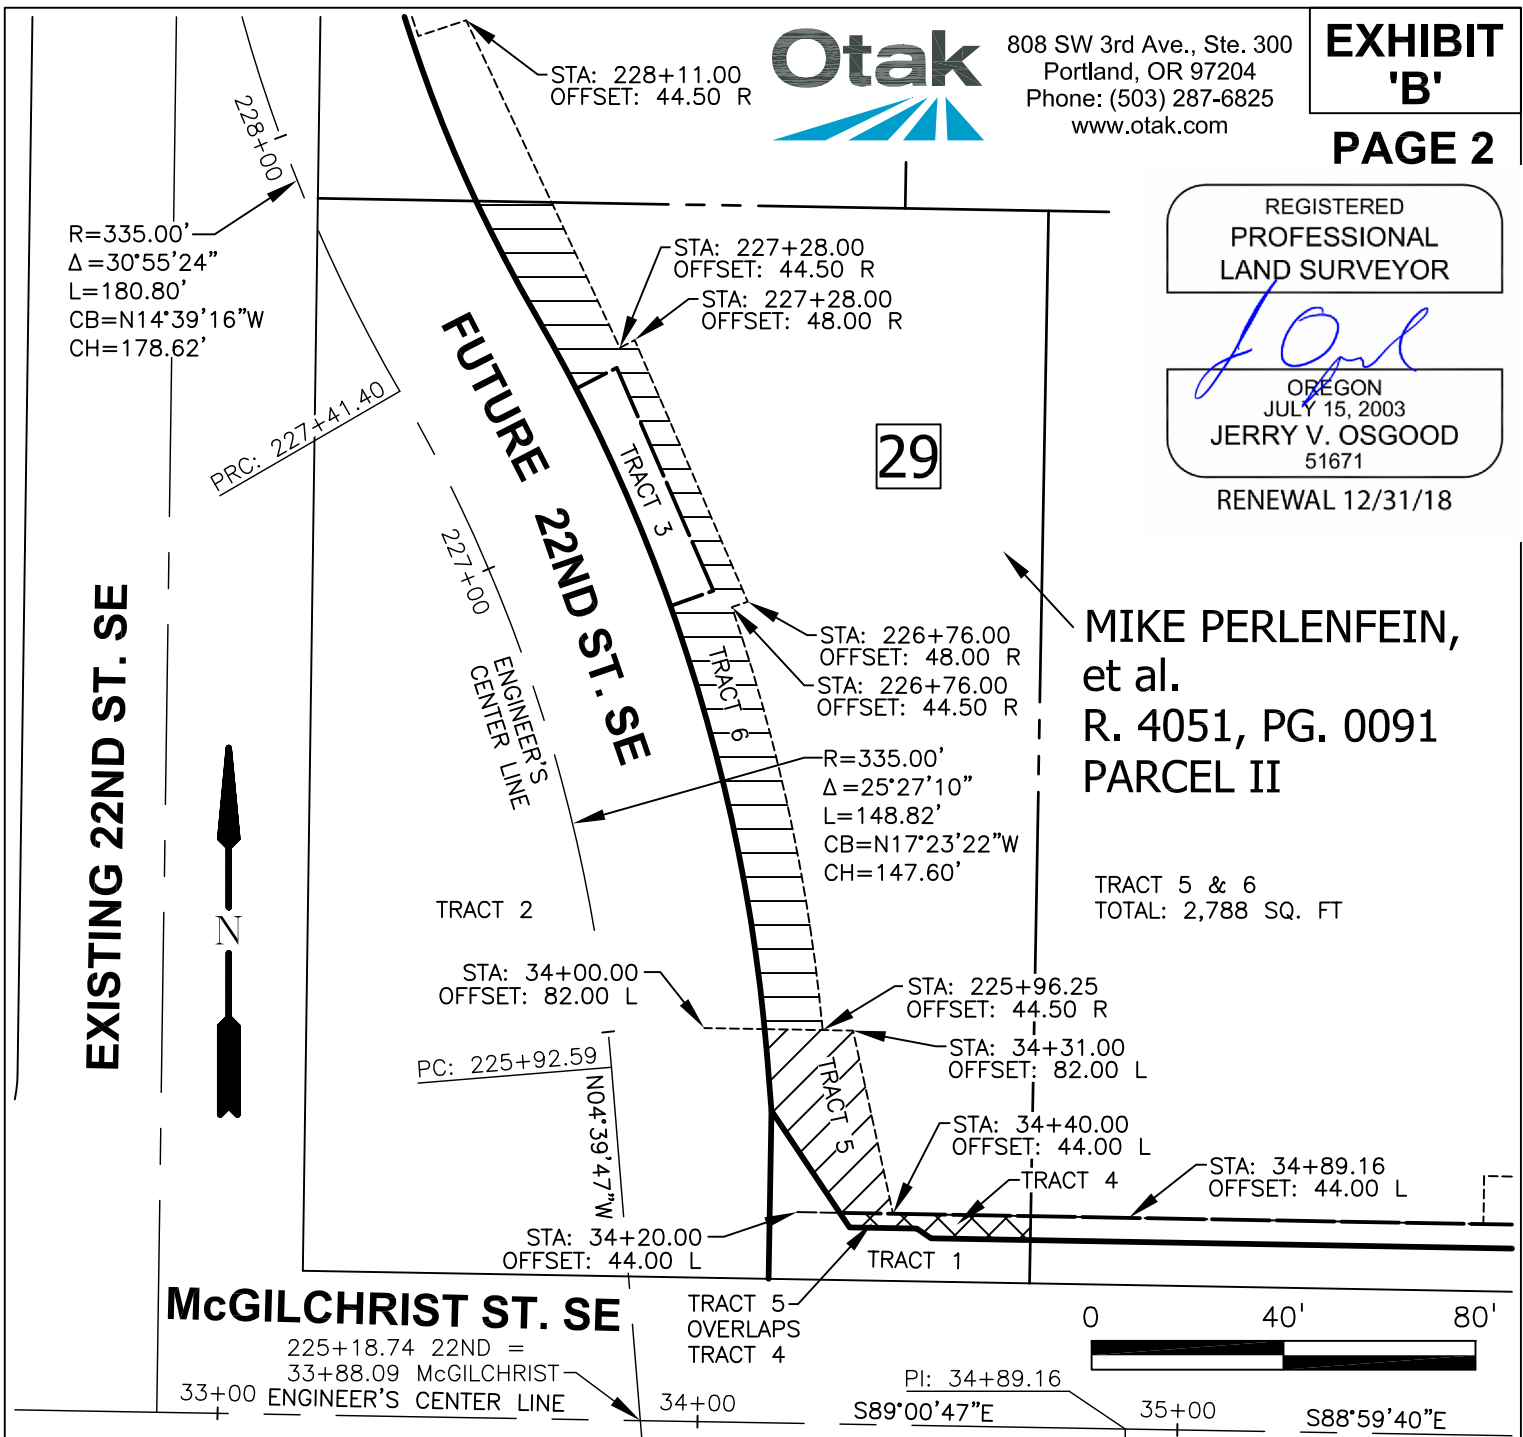 Otak
808 SW 3rd Ave., Ste. 300
Portland, OR 97204
Phone: (503) 287-6825
www.otak.com
EXHIBIT
'B'
PAGE 2
REGISTERED
PROFESSIONAL
LAND SURVEYOR
OREGON
JULY 15, 2003
JERRY V. OSGOOD
51671
RENEWAL 12/31/18
STA: 228+11.00
OFFSET: 44.50 R
228+00
R=335.00'
Δ=30°55'24"
L=180.80'
CB=N14°39'16"W
CH=178.62'
STA: 227+28.00
OFFSET: 44.50 R
STA: 227+28.00
OFFSET: 48.00 R
PRC: 227+41.40
FUTURE 22ND ST. SE
TRACT 3
29
227+00
ENGINEER'S
CENTER LINE
EXISTING 22ND ST. SE
MIKE PERLENFEIN,
et al.
R. 4051, PG. 0091
PARCEL II
STA: 226+76.00
OFFSET: 48.00 R
STA: 226+76.00
OFFSET: 44.50 R
TRACT 6
R=335.00'
Δ=25°27'10"
L=148.82'
CB=N17°23'22"W
CH=147.60'
TRACT 5 & 6
TOTAL: 2,788 SQ. FT
TRACT 2
N
STA: 34+00.00
OFFSET: 82.00 L
STA: 225+96.25
OFFSET: 44.50 R
STA: 34+31.00
OFFSET: 82.00 L
PC: 225+92.59
N04°39'47"W
TRACT 5
STA: 34+40.00
OFFSET: 44.00 L
TRACT 4
STA: 34+89.16
OFFSET: 44.00 L
STA: 34+20.00
OFFSET: 44.00 L
TRACT 1
McGILCHRIST ST. SE
TRACT 5
OVERLAPS
TRACT 4
0 40' 80'
225+18.74 22ND =
33+88.09 McGILCHRIST
33+00 ENGINEER'S CENTER LINE
34+00
PI: 34+89.16
S89°00'47"E
35+00
S88°59'40"E